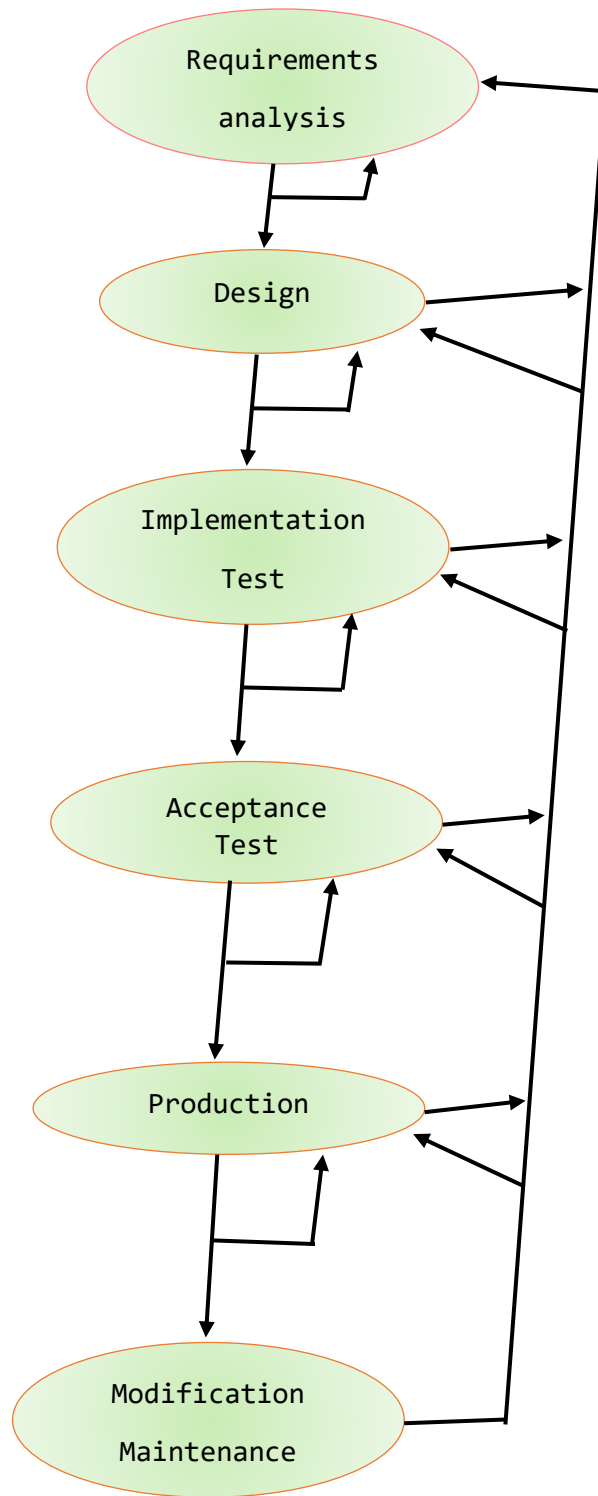 Requirements
analysis
Design
Implementation
Test
Acceptance
Test
Production
Modification
Maintenance